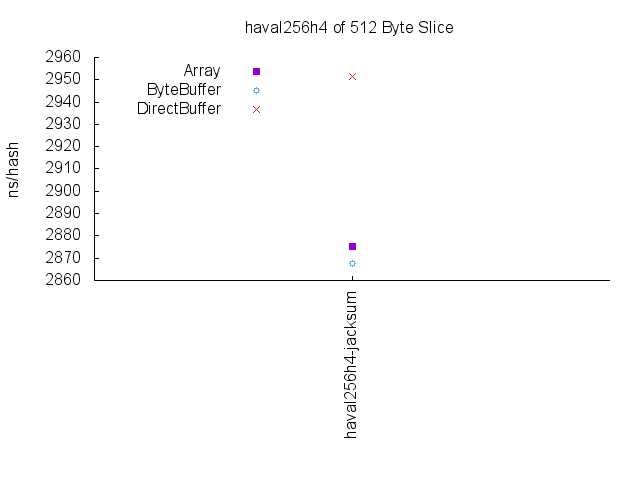 haval256h4 of 512 Byte Slice
2960
2950
2940
2930
2920
2910
2900
2890
2880
2870
2860
ns/hash
Array
ByteBuffer
DirectBuffer
haval256h4-jacksum